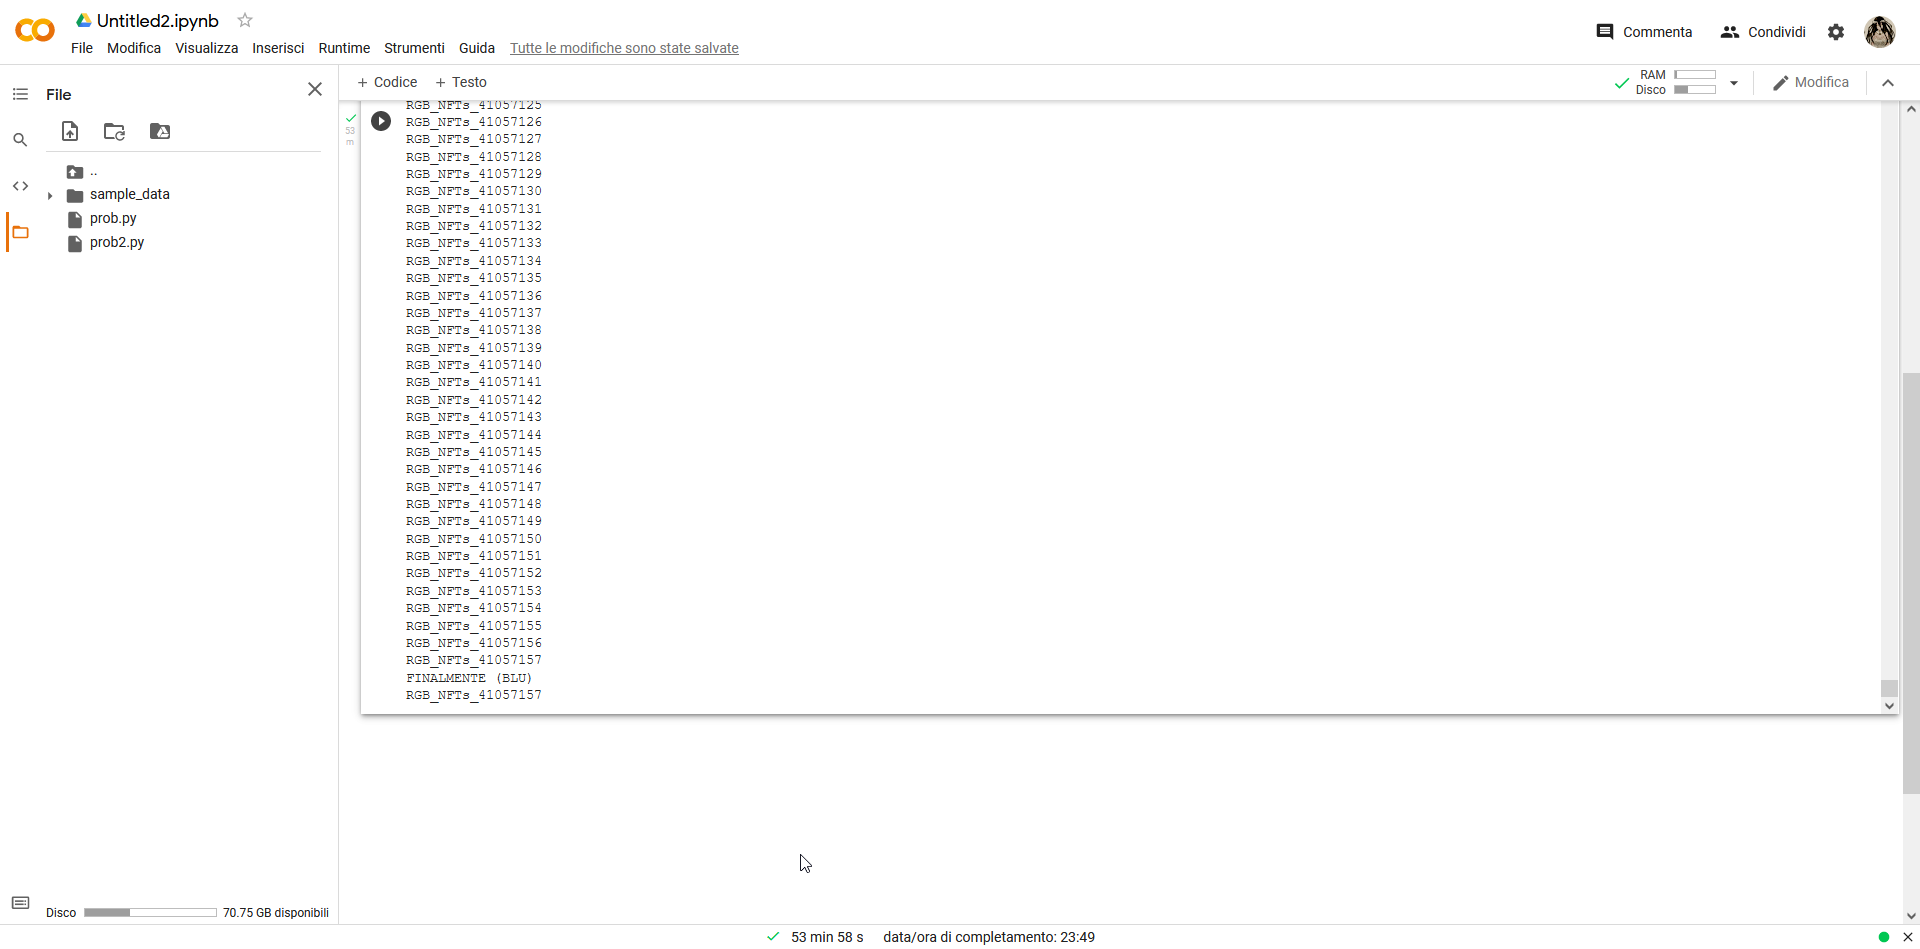 Untitled2.ipynb
File Modifica Visualizza Inserisci Runtime Strumenti Guida Tutte le modifiche sono state salvate
Commenta
Condividi
File
..
sample_data
prob.py
prob2.py
Disco 70.75 GB disponibili
+ Codice + Testo
RAM
Disco
Modifica
53
m
RGB_NFTs_41057125
RGB_NFTs_41057126
RGB_NFTs_41057127
RGB_NFTs_41057128
RGB_NFTs_41057129
RGB_NFTs_41057130
RGB_NFTs_41057131
RGB_NFTs_41057132
RGB_NFTs_41057133
RGB_NFTs_41057134
RGB_NFTs_41057135
RGB_NFTs_41057136
RGB_NFTs_41057137
RGB_NFTs_41057138
RGB_NFTs_41057139
RGB_NFTs_41057140
RGB_NFTs_41057141
RGB_NFTs_41057142
RGB_NFTs_41057143
RGB_NFTs_41057144
RGB_NFTs_41057145
RGB_NFTs_41057146
RGB_NFTs_41057147
RGB_NFTs_41057148
RGB_NFTs_41057149
RGB_NFTs_41057150
RGB_NFTs_41057151
RGB_NFTs_41057152
RGB_NFTs_41057153
RGB_NFTs_41057154
RGB_NFTs_41057155
RGB_NFTs_41057156
RGB_NFTs_41057157
FINALMENTE (BLU)
RGB_NFTs_41057157
53 min 58 s data/ora di completamento: 23:49